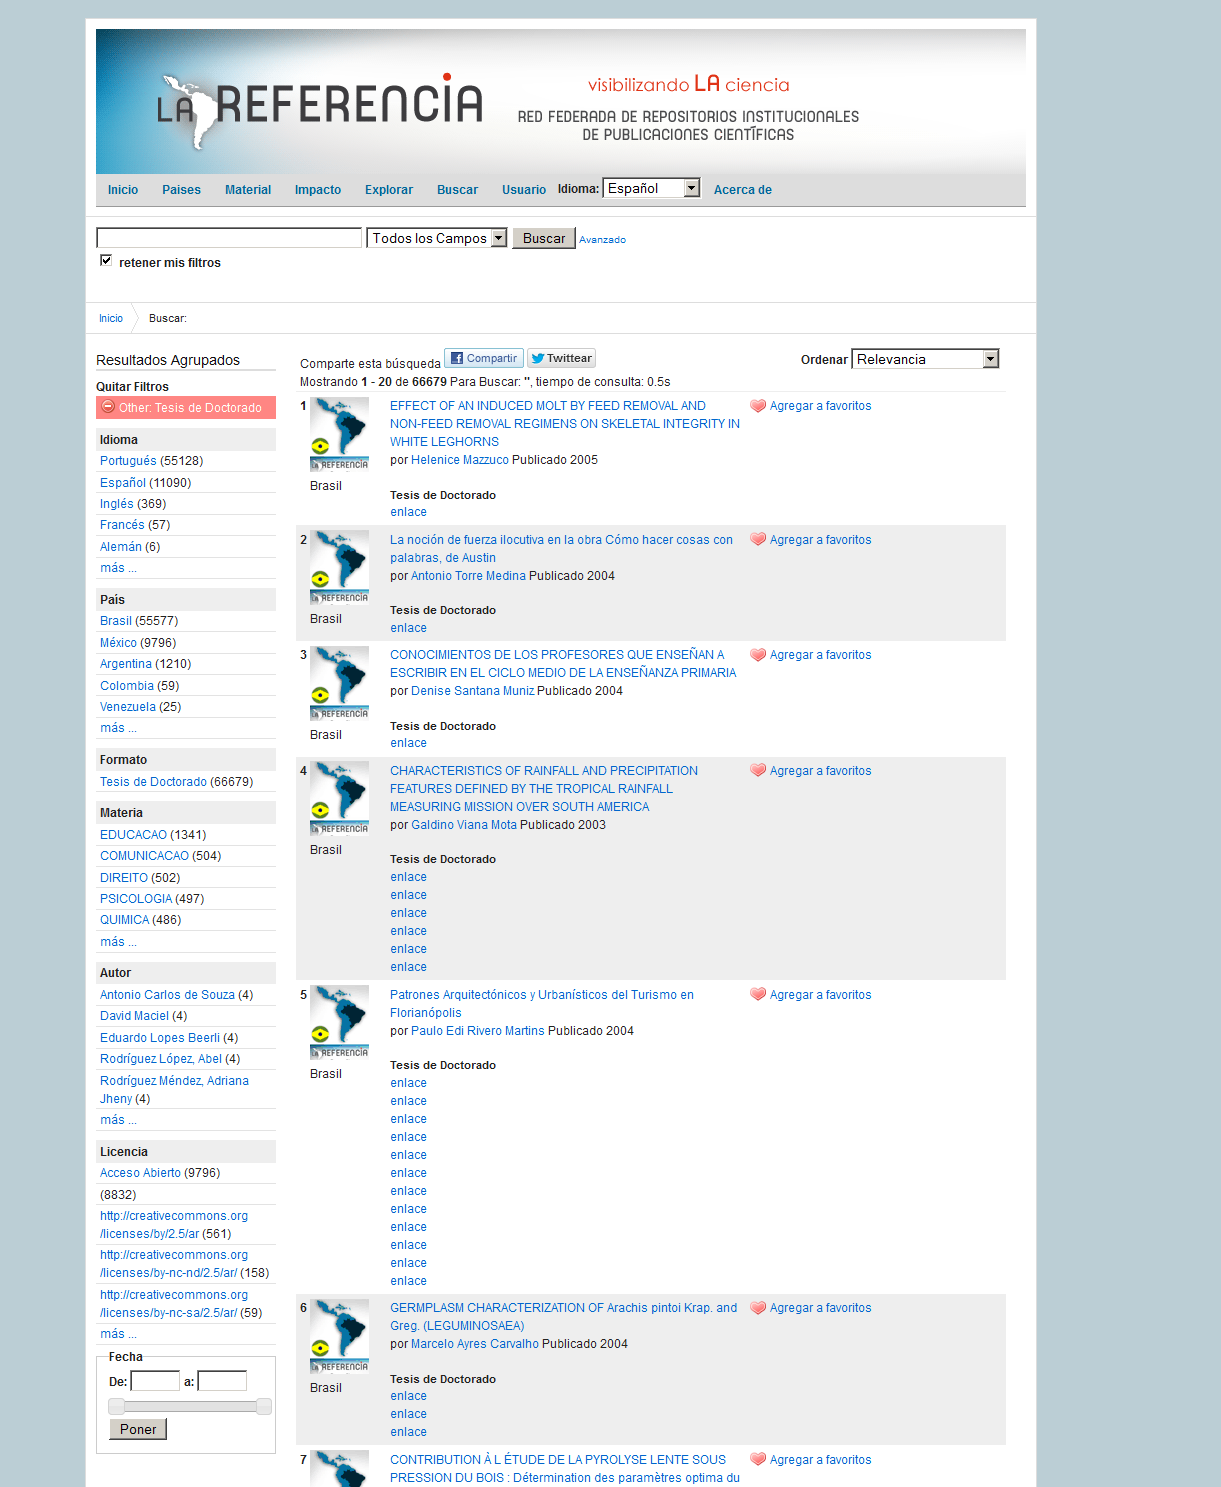 LA REFERENCIA
visibilizando LA ciencia
RED FEDERADA DE REPOSITORIOS INSTITUCIONALES
DE PUBLICACIONES CIENTÍFICAS
Inicio Paises Material Impacto Explorar Buscar Usuario Idioma: Español Acerca de
Todos los Campos Buscar Avanzado
retener mis filtros
Inicio Buscar:
Resultados Agrupados
Quitar Filtros
Other: Tesis de Doctorado
Idioma
Portugués (55128)
Español (11090)
Inglés (369)
Francés (57)
Alemán (6)
más ...
País
Brasil (55577)
México (9796)
Argentina (1210)
Colombia (59)
Venezuela (25)
más ...
Formato
Tesis de Doctorado (66679)
Materia
EDUCACAO (1341)
COMUNICACAO (504)
DIREITO (502)
PSICOLOGIA (497)
QUIMICA (486)
más ...
Autor
Antonio Carlos de Souza (4)
David Maciel (4)
Eduardo Lopes Beerli (4)
Rodríguez López, Abel (4)
Rodríguez Méndez, Adriana
Jheny (4)
más ...
Licencia
Acceso Abierto (9796)
(8832)
http://creativecommons.org
/licenses/by/2.5/ar (561)
http://creativecommons.org
/licenses/by-nc-nd/2.5/ar/ (158)
http://creativecommons.org
/licenses/by-nc-sa/2.5/ar/ (59)
más ...
Fecha
De: a:
Poner
Comparte esta búsqueda Compartir Twittear
Ordenar Relevancia
Mostrando 1 - 20 de 66679 Para Buscar: '', tiempo de consulta: 0.5s
1 EFFECT OF AN INDUCED MOLT BY FEED REMOVAL AND
NON-FEED REMOVAL REGIMENS ON SKELETAL INTEGRITY IN
WHITE LEGHORNS
por Helenice Mazzuco Publicado 2005
Agregar a favoritos
LA REFERENCIA
Brasil
Tesis de Doctorado
enlace
2 La noción de fuerza ilocutiva en la obra Cómo hacer cosas con
palabras, de Austin
por Antonio Torre Medina Publicado 2004
Agregar a favoritos
LA REFERENCIA
Brasil
Tesis de Doctorado
enlace
3 CONOCIMIENTOS DE LOS PROFESORES QUE ENSEÑAN A
ESCRIBIR EN EL CICLO MEDIO DE LA ENSEÑANZA PRIMARIA
por Denise Santana Muniz Publicado 2004
Agregar a favoritos
LA REFERENCIA
Brasil
Tesis de Doctorado
enlace
4 CHARACTERISTICS OF RAINFALL AND PRECIPITATION
FEATURES DEFINED BY THE TROPICAL RAINFALL
MEASURING MISSION OVER SOUTH AMERICA
por Galdino Viana Mota Publicado 2003
Agregar a favoritos
LA REFERENCIA
Brasil
Tesis de Doctorado
enlace
enlace
enlace
enlace
enlace
enlace
5 Patrones Arquitectónicos y Urbanísticos del Turismo en
Florianópolis
por Paulo Edi Rivero Martins Publicado 2004
Agregar a favoritos
LA REFERENCIA
Brasil
Tesis de Doctorado
enlace
enlace
enlace
enlace
enlace
enlace
enlace
enlace
enlace
enlace
enlace
enlace
6 GERMPLASM CHARACTERIZATION OF Arachis pintoi Krap. and
Greg. (LEGUMINOSAEA)
por Marcelo Ayres Carvalho Publicado 2004
Agregar a favoritos
LA REFERENCIA
Brasil
Tesis de Doctorado
enlace
enlace
enlace
7 CONTRIBUTION À L ÉTUDE DE LA PYROLYSE LENTE SOUS
PRESSION DU BOIS : Détermination des paramètres optima du
Agregar a favoritos